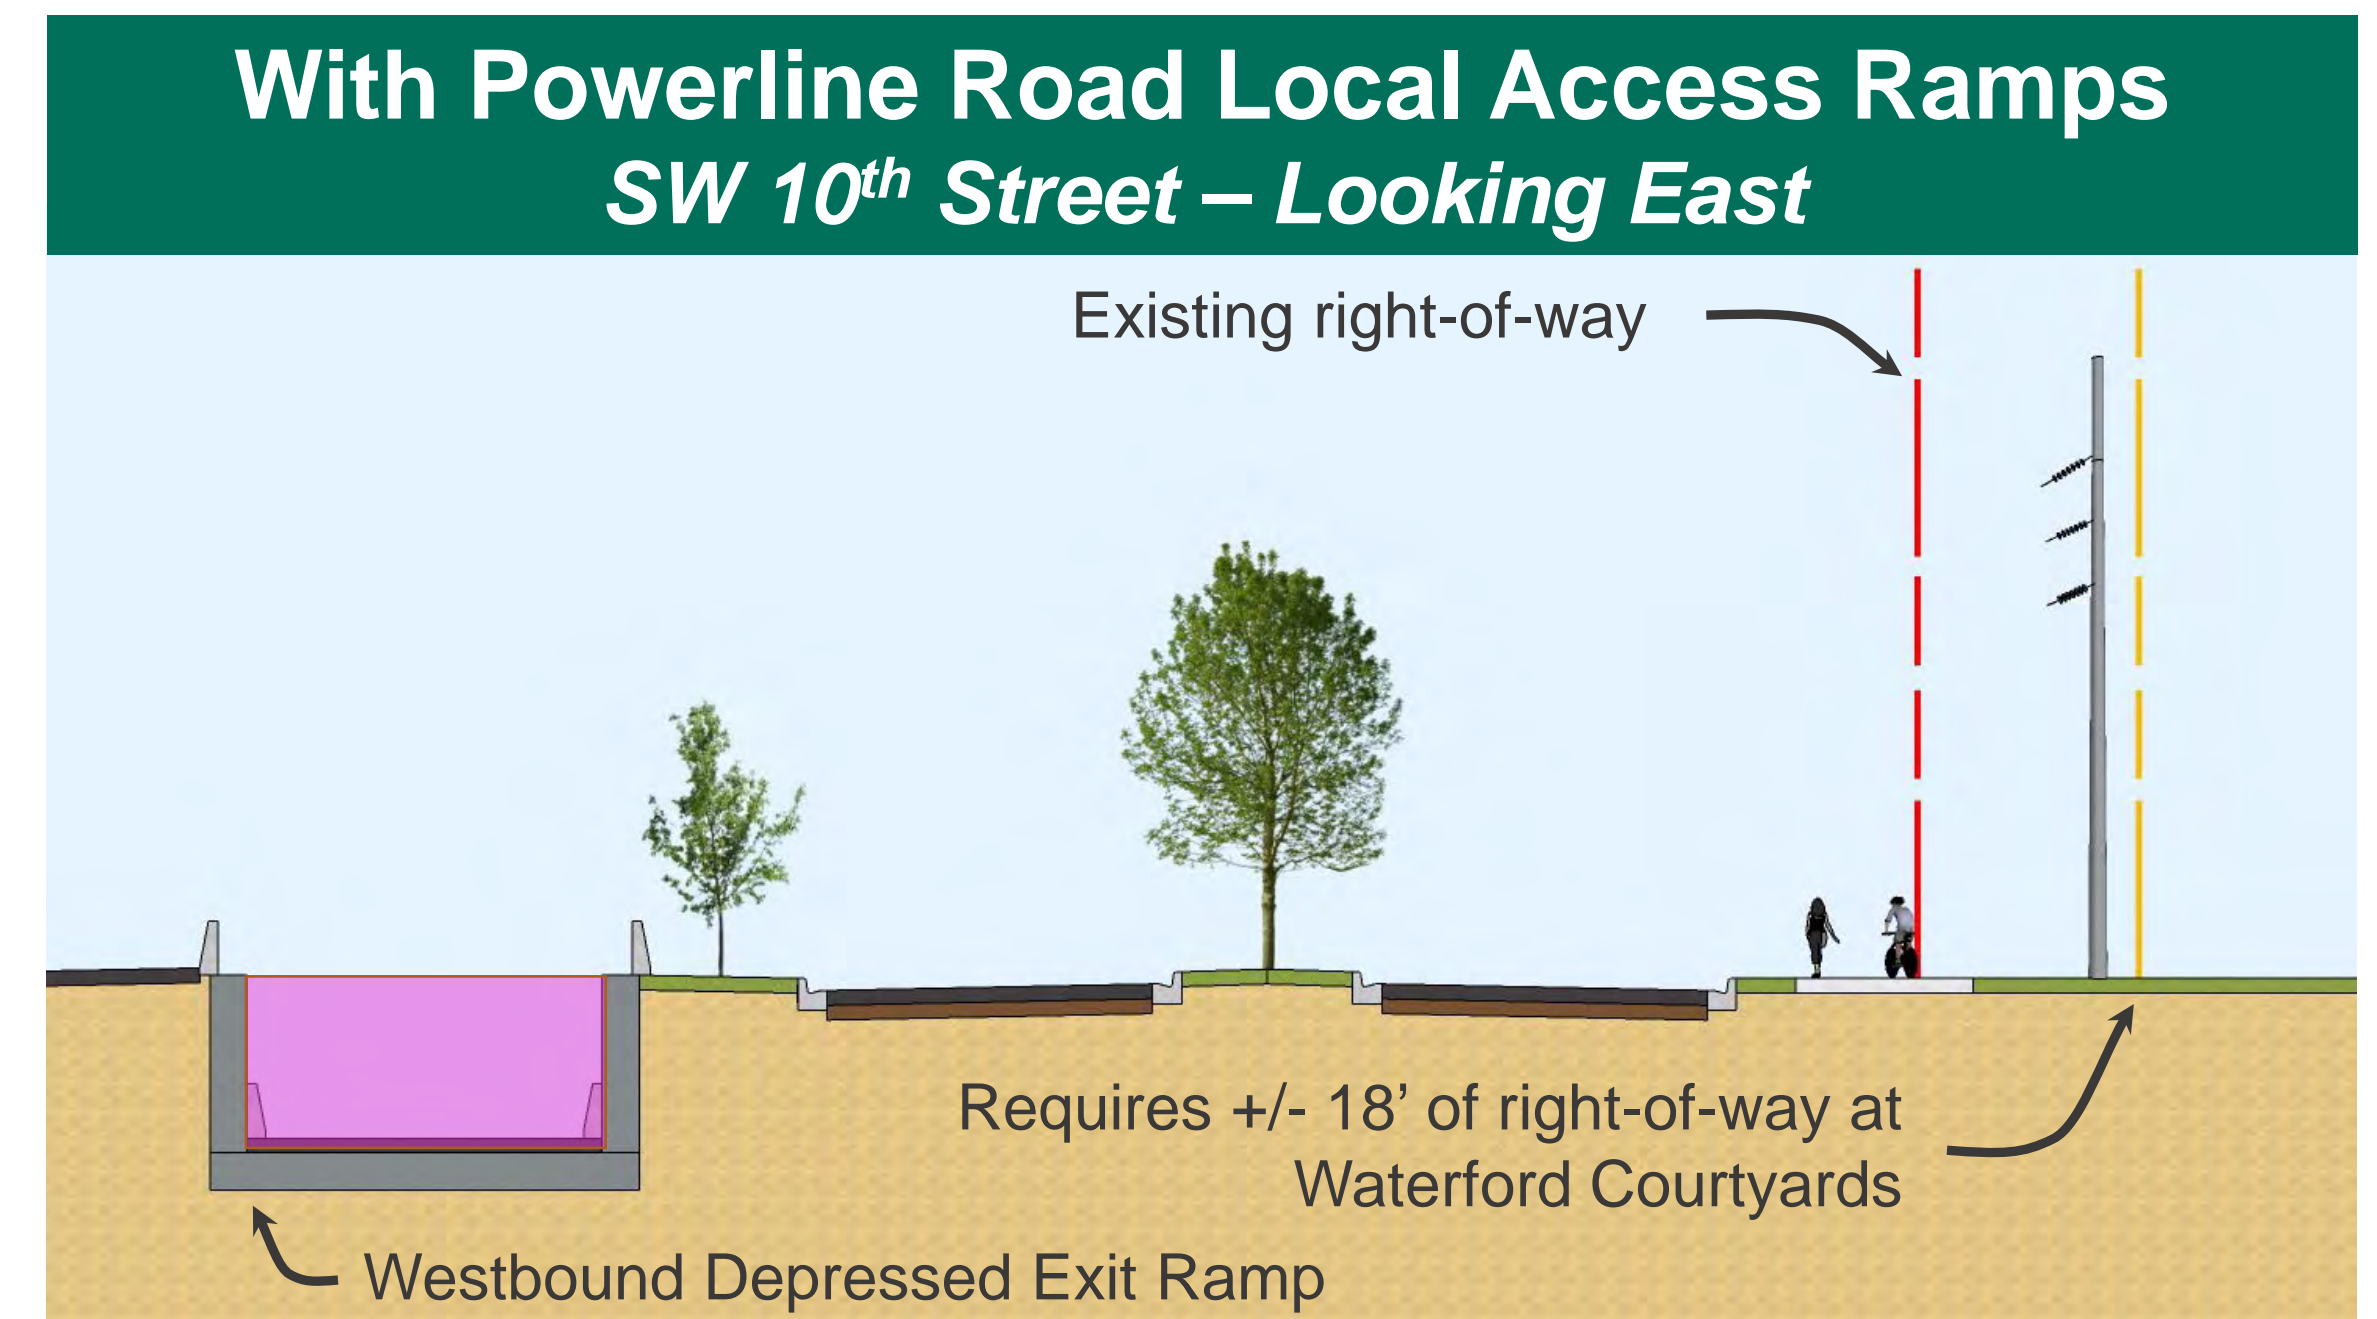 With Powerline Road Local Access Ramps
SW 10th Street – Looking East
Existing right-of-way
Requires +/- 18’ of right-of-way at
Waterford Courtyards
Westbound Depressed Exit Ramp